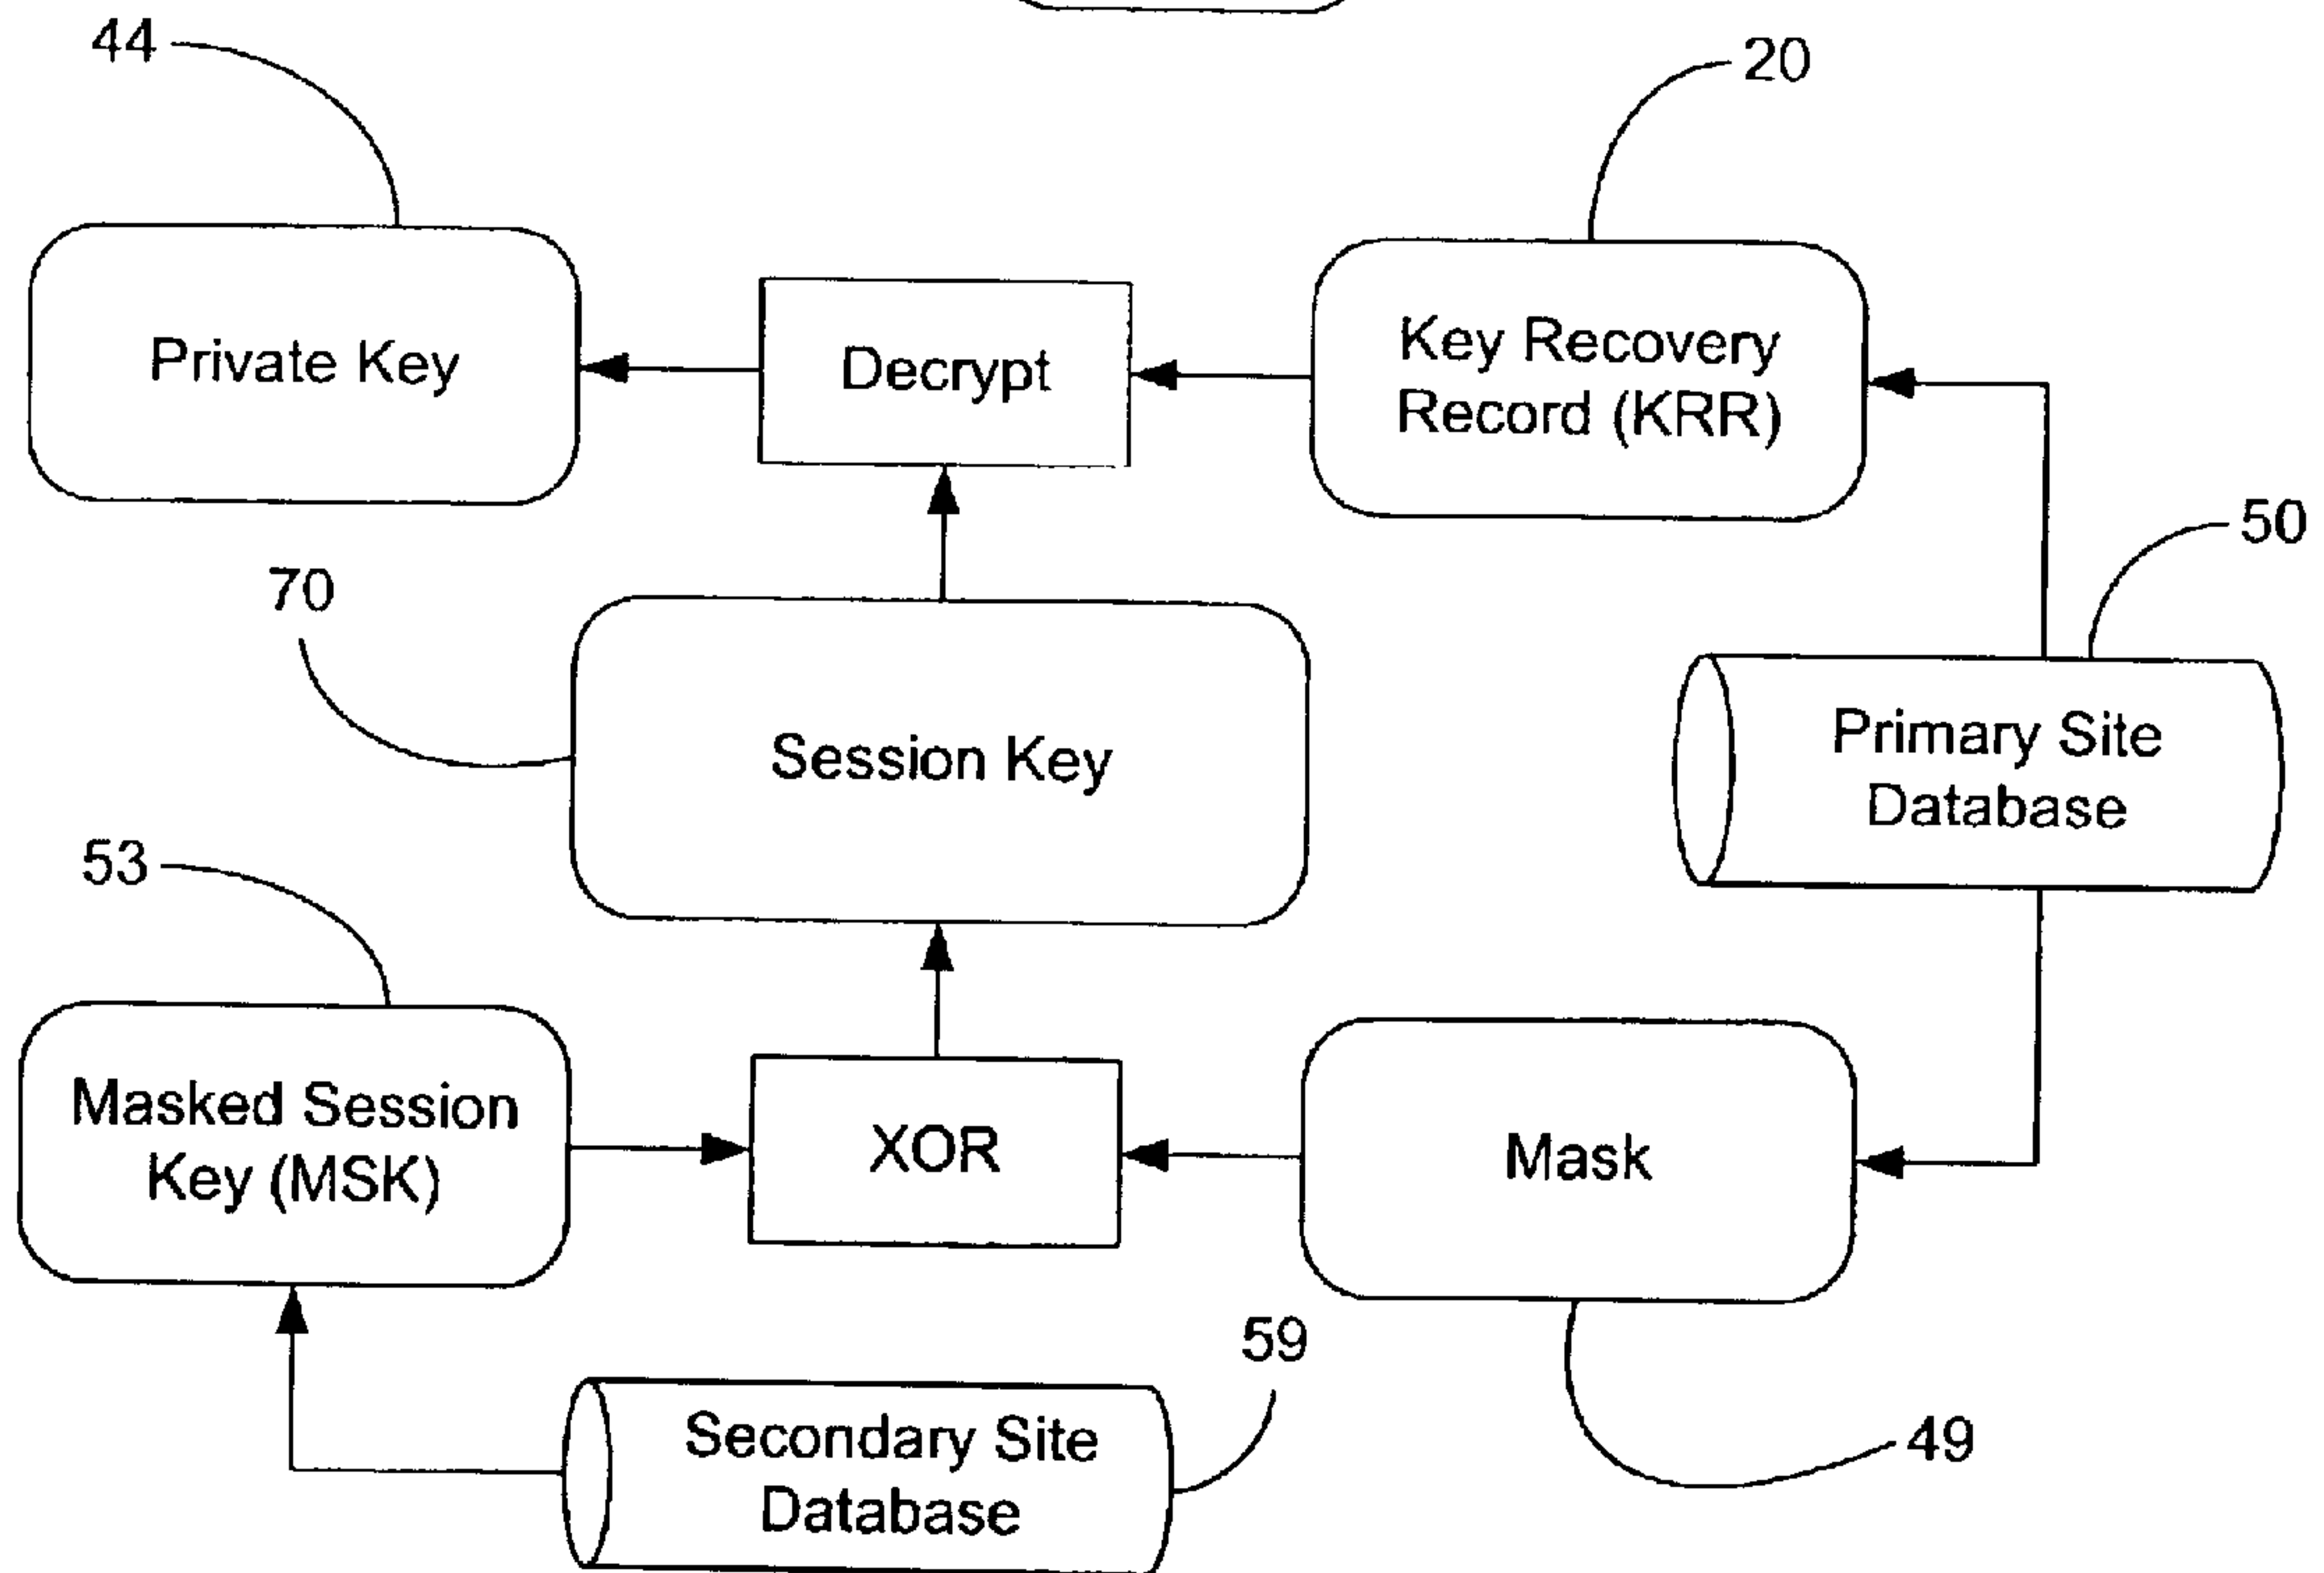 44
20
Private Key
Decrypt
Key Recovery
Record (KRR)
50
70
Session Key
Primary Site
Database
53
Masked Session
Key (MSK)
XOR
Mask
59
Secondary Site
Database
49